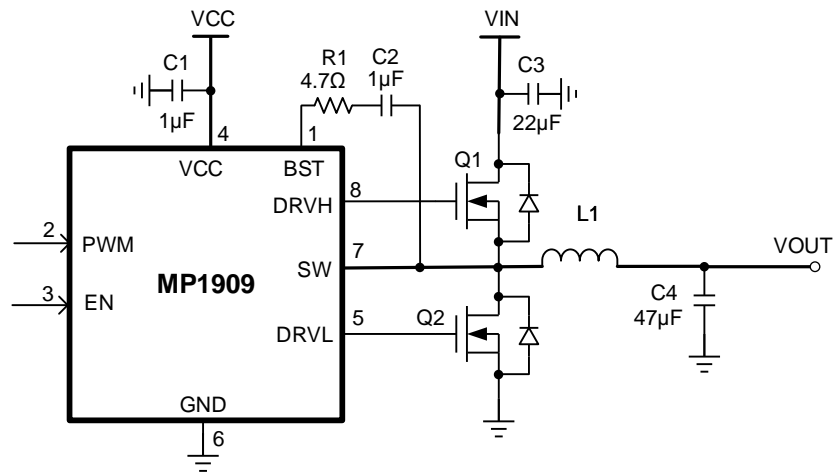 VCC
VIN
C1
1µF
R1
4.7Ω
C2
1µF
C3
22µF
4
1
VCC
BST
Q1
DRVH
8
L1
2
PWM
7
SW
VOUT
MP1909
3
EN
C4
47µF
Q2
5
DRVL
GND
6